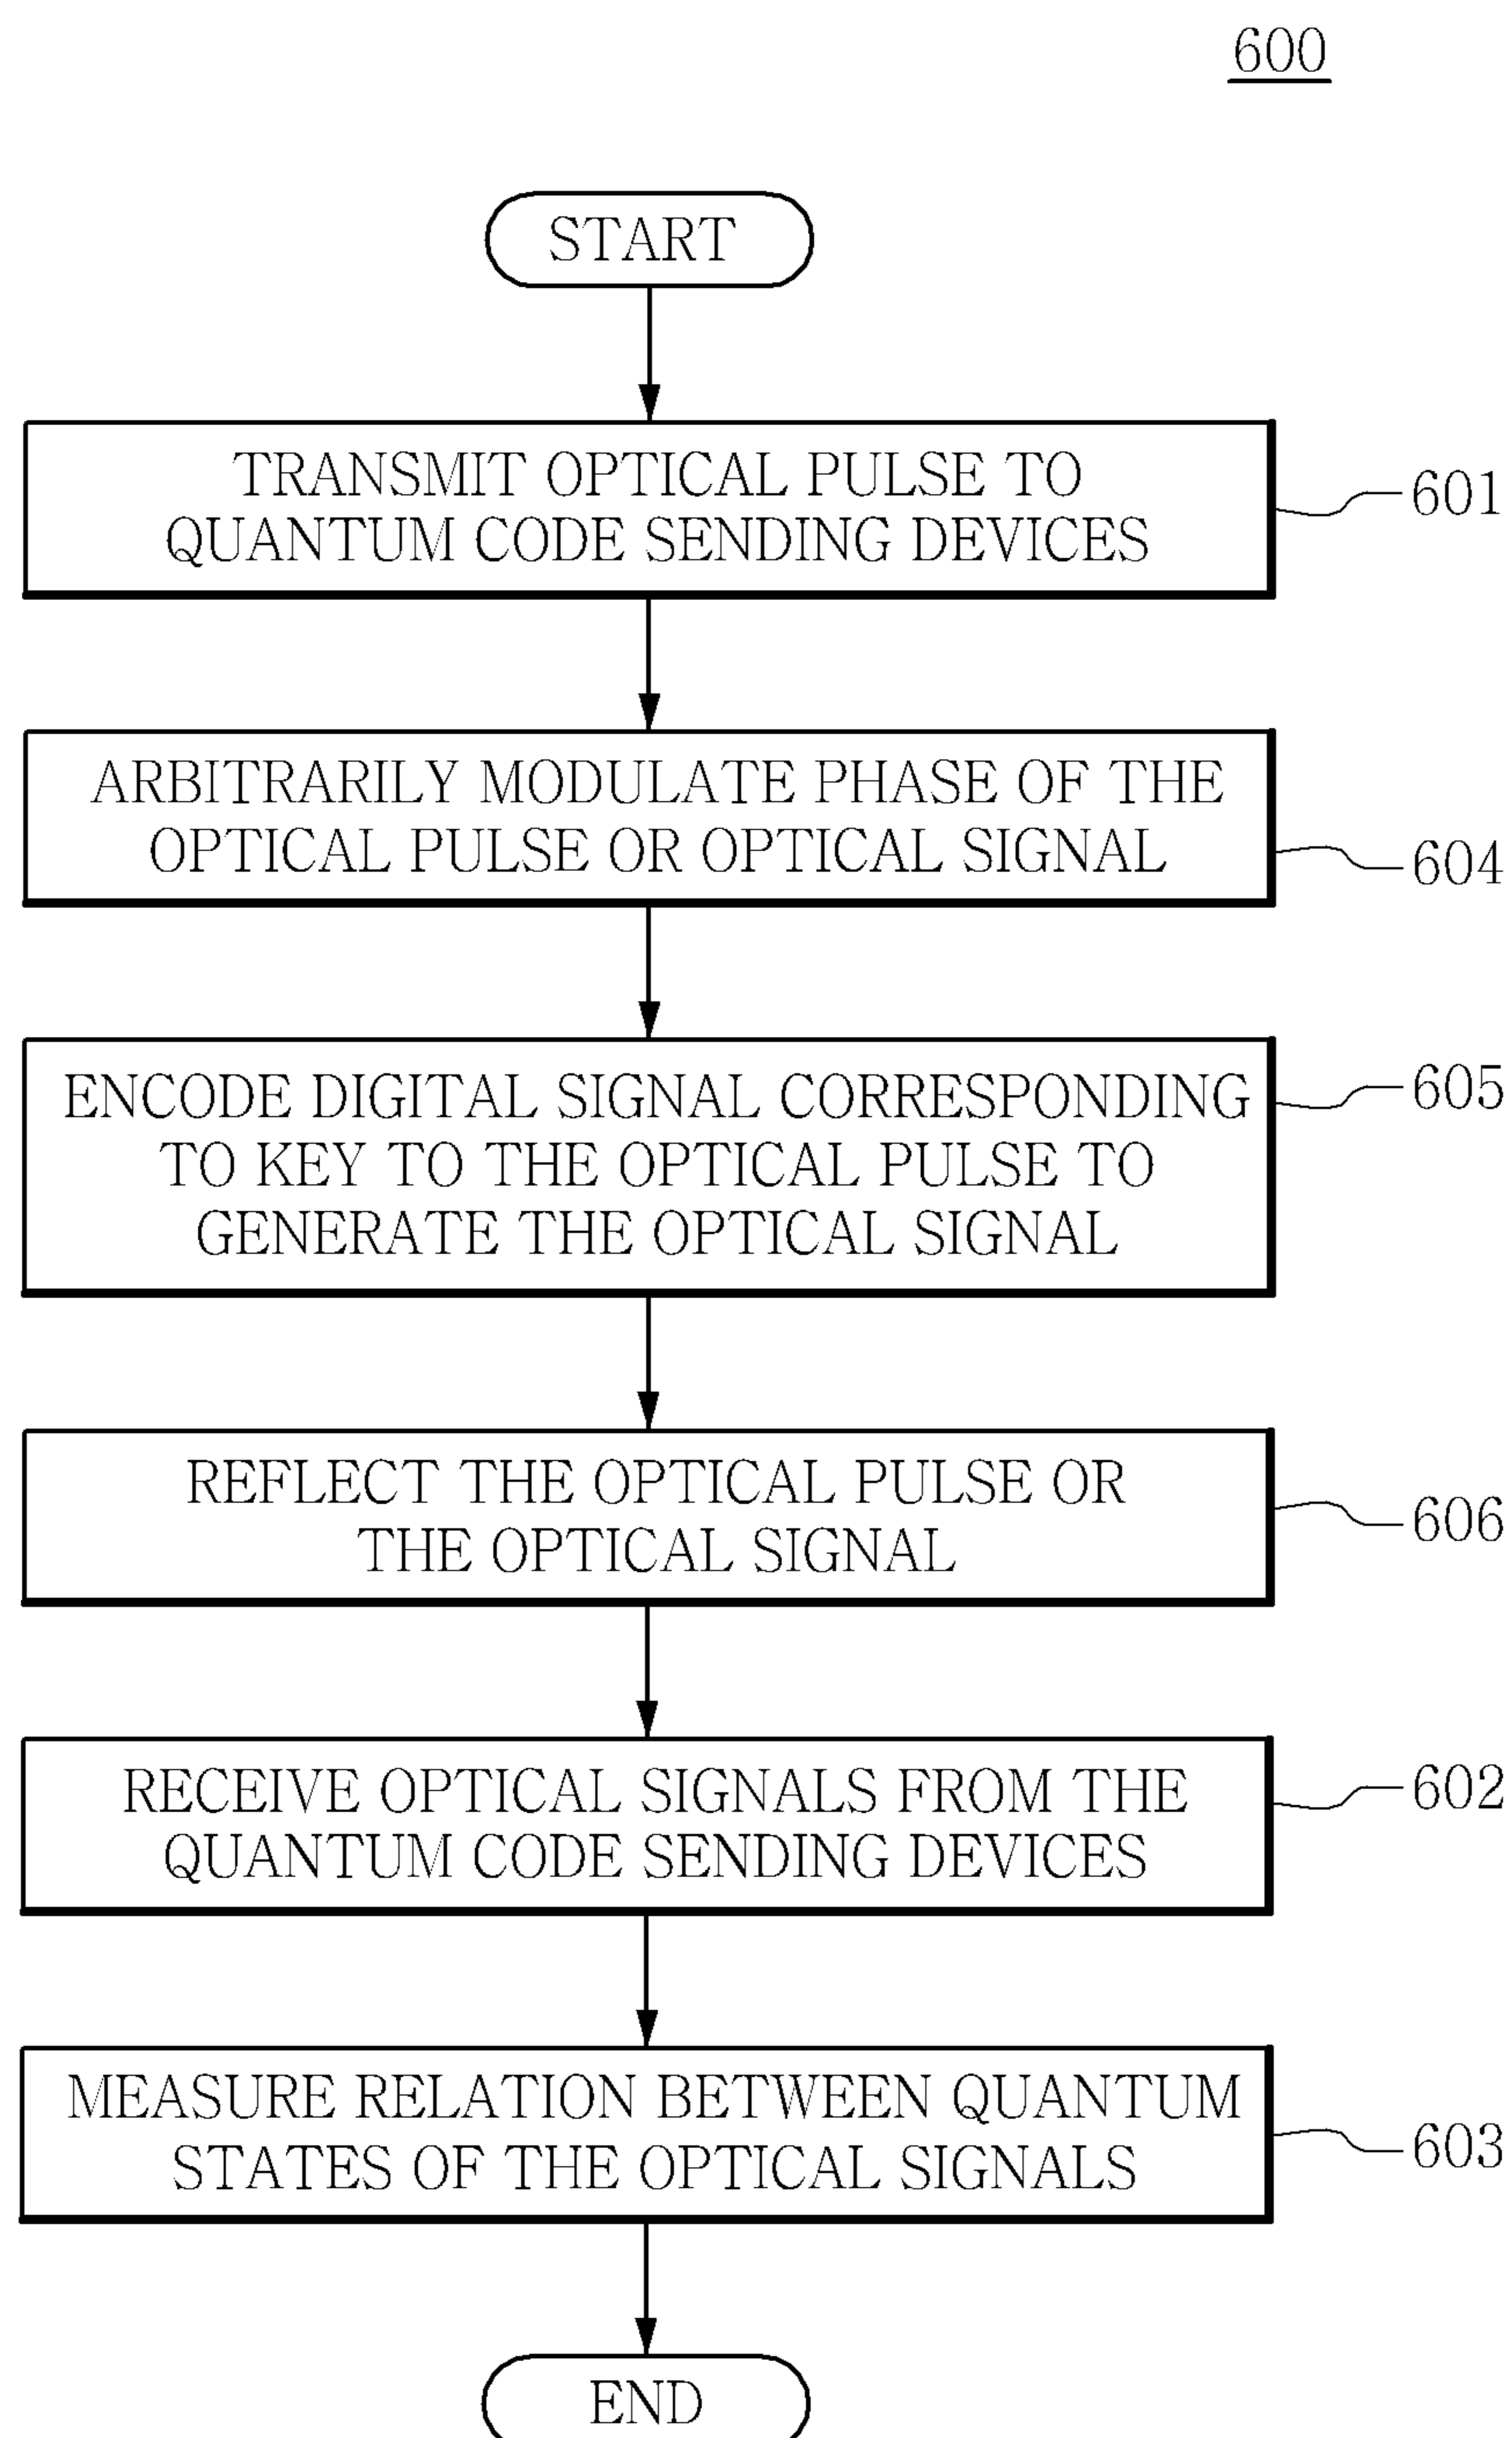 600
START
TRANSMIT OPTICAL PULSE TO
QUANTUM CODE SENDING DEVICES
601
ARBITRARILY MODULATE PHASE OF THE
OPTICAL PULSE OR OPTICAL SIGNAL
604
ENCODE DIGITAL SIGNAL CORRESPONDING
TO KEY TO THE OPTICAL PULSE TO
GENERATE THE OPTICAL SIGNAL
605
REFLECT THE OPTICAL PULSE OR
THE OPTICAL SIGNAL
606
RECEIVE OPTICAL SIGNALS FROM THE
QUANTUM CODE SENDING DEVICES
602
MEASURE RELATION BETWEEN QUANTUM
STATES OF THE OPTICAL SIGNALS
603
END